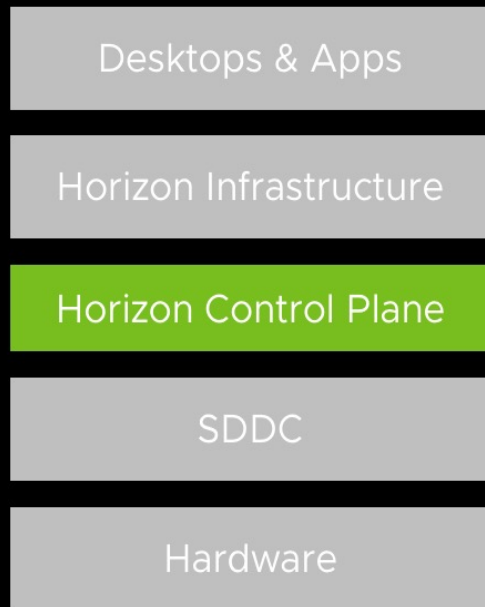 Desktops & Apps
Horizon Infrastructure
Horizon Control Plane
SDDC
Hardware